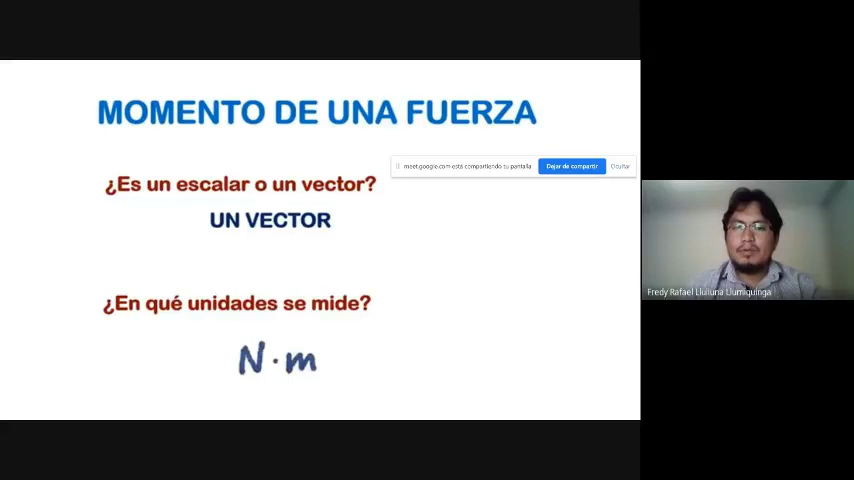 MOMENTO DE UNA FUERZA
meet.google.com está compartiendo tu pantalla Dejar de compartir Ocultar
¿Es un escalar o un vector?
UN VECTOR
Fredy Rafael Llulluna Llumiquinga
¿En qué unidades se mide?
N·m